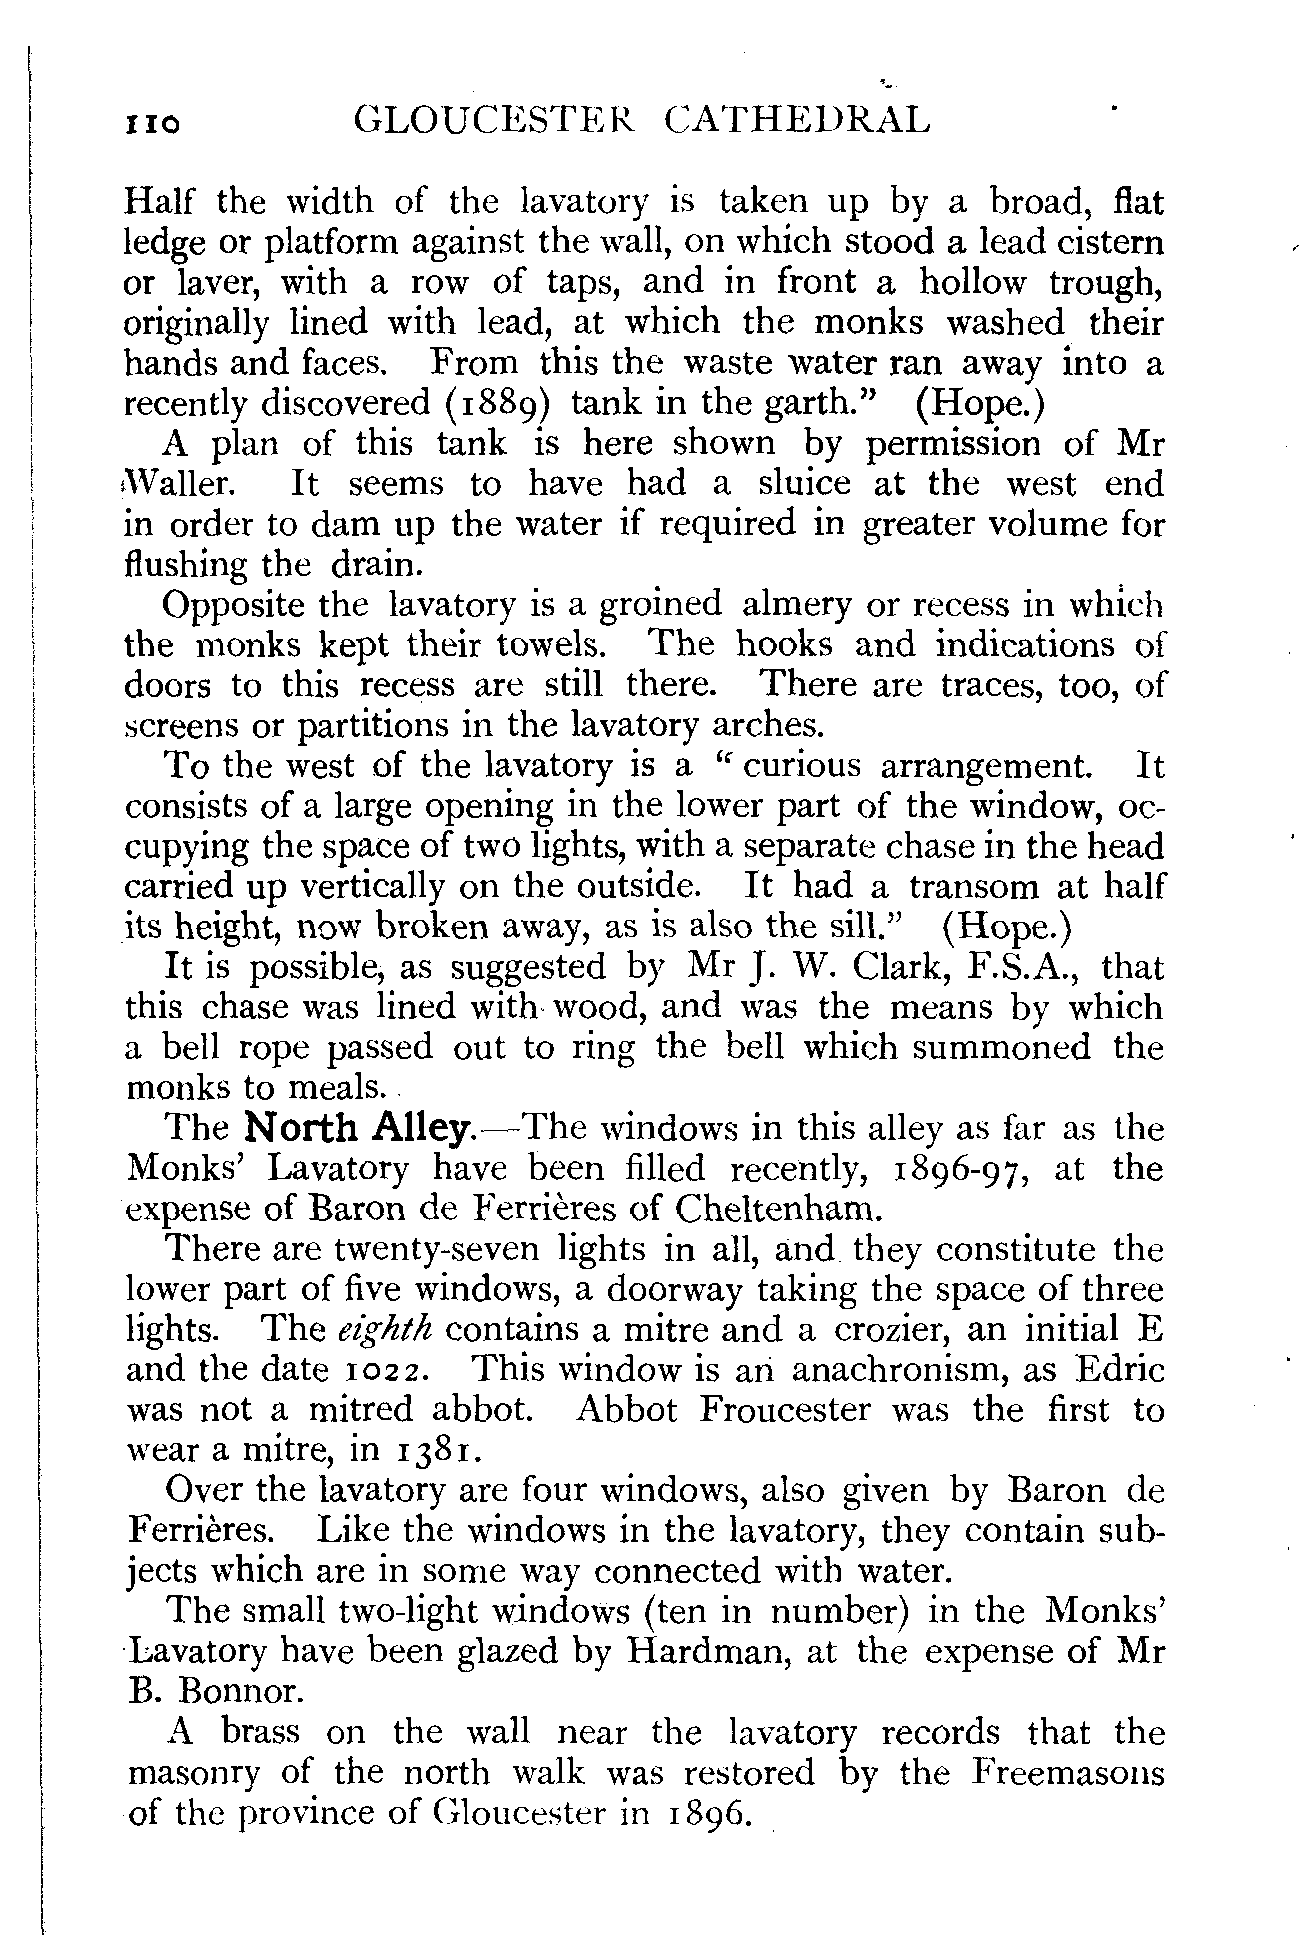 110 GLOUCESTER CATHEDRAL
Half the width of the lavatory is taken up by a broad, flat
ledge or platform against the wall, on which stood a lead cistern
or laver, with a row of taps, and in front a hollow trough,
originally lined with lead, at which the monks washed their
hands and faces. From this the waste water ran away into a
recently discovered (1889) tank in the garth.” (Hope.)
A plan of this tank is here shown by permission of Mr
Waller. It seems to have had a sluice at the west end
in order to dam up the water if required in greater volume for
flushing the drain.
Opposite the lavatory is a groined almery or recess in which
the monks kept their towels. The hooks and indications of
doors to this recess are still there. There are traces, too, of
screens or partitions in the lavatory arches.
To the west of the lavatory is a “ curious arrangement. It
consists of a large opening in the lower part of the window, oc-
cupying the space of two lights, with a separate chase in the head
carried up vertically on the outside. It had a transom at half
its height, now broken away, as is also the sill.” (Hope.)
It is possible, as suggested by Mr J. W. Clark, F.S.A., that
this chase was lined with wood, and was the means by which
a bell rope passed out to ring the bell which summoned the
monks to meals.
The North Alley.—The windows in this alley as far as the
Monks’ Lavatory have been filled recently, 1896-97, at the
expense of Baron de Ferrières of Cheltenham.
There are twenty-seven lights in all, and they constitute the
lower part of five windows, a doorway taking the space of three
lights. The eighth contains a mitre and a crozier, an initial E
and the date 1022. This window is an anachronism, as Edric
was not a mitred abbot. Abbot Froucester was the first to
wear a mitre, in 1381.
Over the lavatory are four windows, also given by Baron de
Ferrières. Like the windows in the lavatory, they contain sub-
jects which are in some way connected with water.
The small two-light windows (ten in number) in the Monks’
Lavatory have been glazed by Hardman, at the expense of Mr
B. Bonnor.
A brass on the wall near the lavatory records that the
masonry of the north walk was restored by the Freemasons
of the province of Gloucester in 1896.